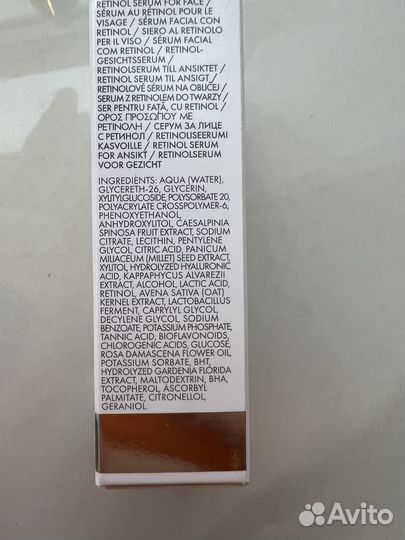 RETINOL SERUM FOR FACE /
SÉRUM AU RÉTINOL POUR LE
VISAGE / SÉRUM FACIAL CON
RETINOL / SIERO AL RETINOLO
PER IL VISO / SÉRUM FACIAL
COM RETINOL / RETINOL-
GESICHTSSERUM /
RETINOLSERUM TILL ANSIKTET /
RETINOLSERUM TIL ANSIGT /
RETINOLOVÉ SÉRUM NA OBLIČEJ /
SERUM Z RETINOLEM DO TWARZY /
SER PENTRU FAȚĂ, CU RETINOL /
ΟΡΟΣ ΠΡΟΣΩΠΟΥ ΜΕ
ΡΕΤΙΝΟΛΗ / СЕРУМ ЗА ЛИЦЕ
С РЕТИНОЛ / RETINOLISEERUMI
KASVOILLE / RETINOL SERUM
FOR ANSIKT / RETINOLSERUM
VOOR GEZICHT
INGREDIENTS: AQUA (WATER),
GLYCERETH-26, GLYCERIN,
XYLITYLGLUCOSIDE, POLYSORBATE 20,
POLYACRYLATE CROSSPOLYMER-6,
PHENOXYETHANOL,
ANHYDROXYLITOL, CAESALPINIA
SPINOSA FRUIT EXTRACT, SODIUM
CITRATE, LECITHIN, PENTYLENE
GLYCOL, CITRIC ACID, PANICUM
MILIACEUM (MILLET) SEED EXTRACT,
XYLITOL, HYDROLYZED HYALURONIC
ACID, KAPPAPHYCUS ALVAREZII
EXTRACT, ALCOHOL, LACTIC ACID,
RETINOL, AVENA SATIVA (OAT)
KERNEL EXTRACT, LACTOBACILLUS
FERMENT, CAPRYLYL GLYCOL,
DECYLENE GLYCOL, SODIUM
BENZOATE, POTASSIUM PHOSPHATE,
TANNIC ACID, BIOFLAVONOIDS,
CHLOROGENIC ACIDS, GLUCOSE,
ROSA DAMASCENA FLOWER OIL,
POTASSIUM SORBATE, BHT,
HYDROLYZED GARDENIA FLORIDA
EXTRACT, MALTODEXTRIN, BHA,
TOCOPHEROL, ASCORBYL
PALMITATE, CITRONELLOL,
GERANIOL.
Avito